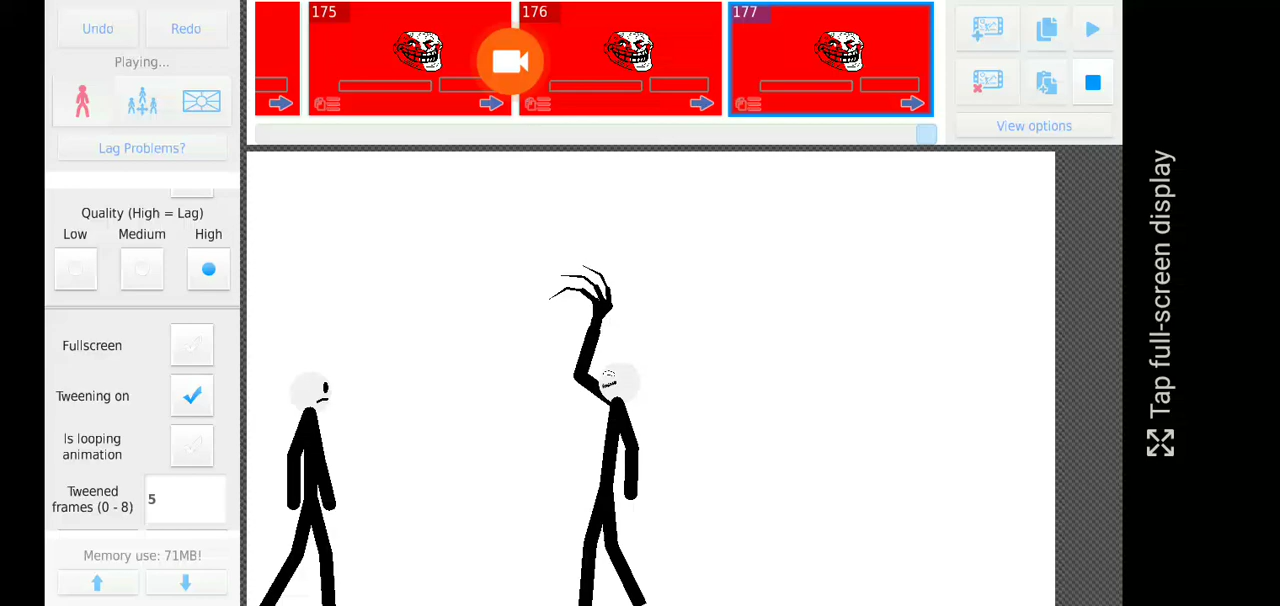 Undo
Redo
Playing...
Lag Problems?
Quality (High = Lag)
Low
Medium
High
Fullscreen
Tweening on
Is looping
animation
Tweened
frames (0 - 8)
5
Memory use: 71MB!
175
176
177
View options
Tap full-screen display